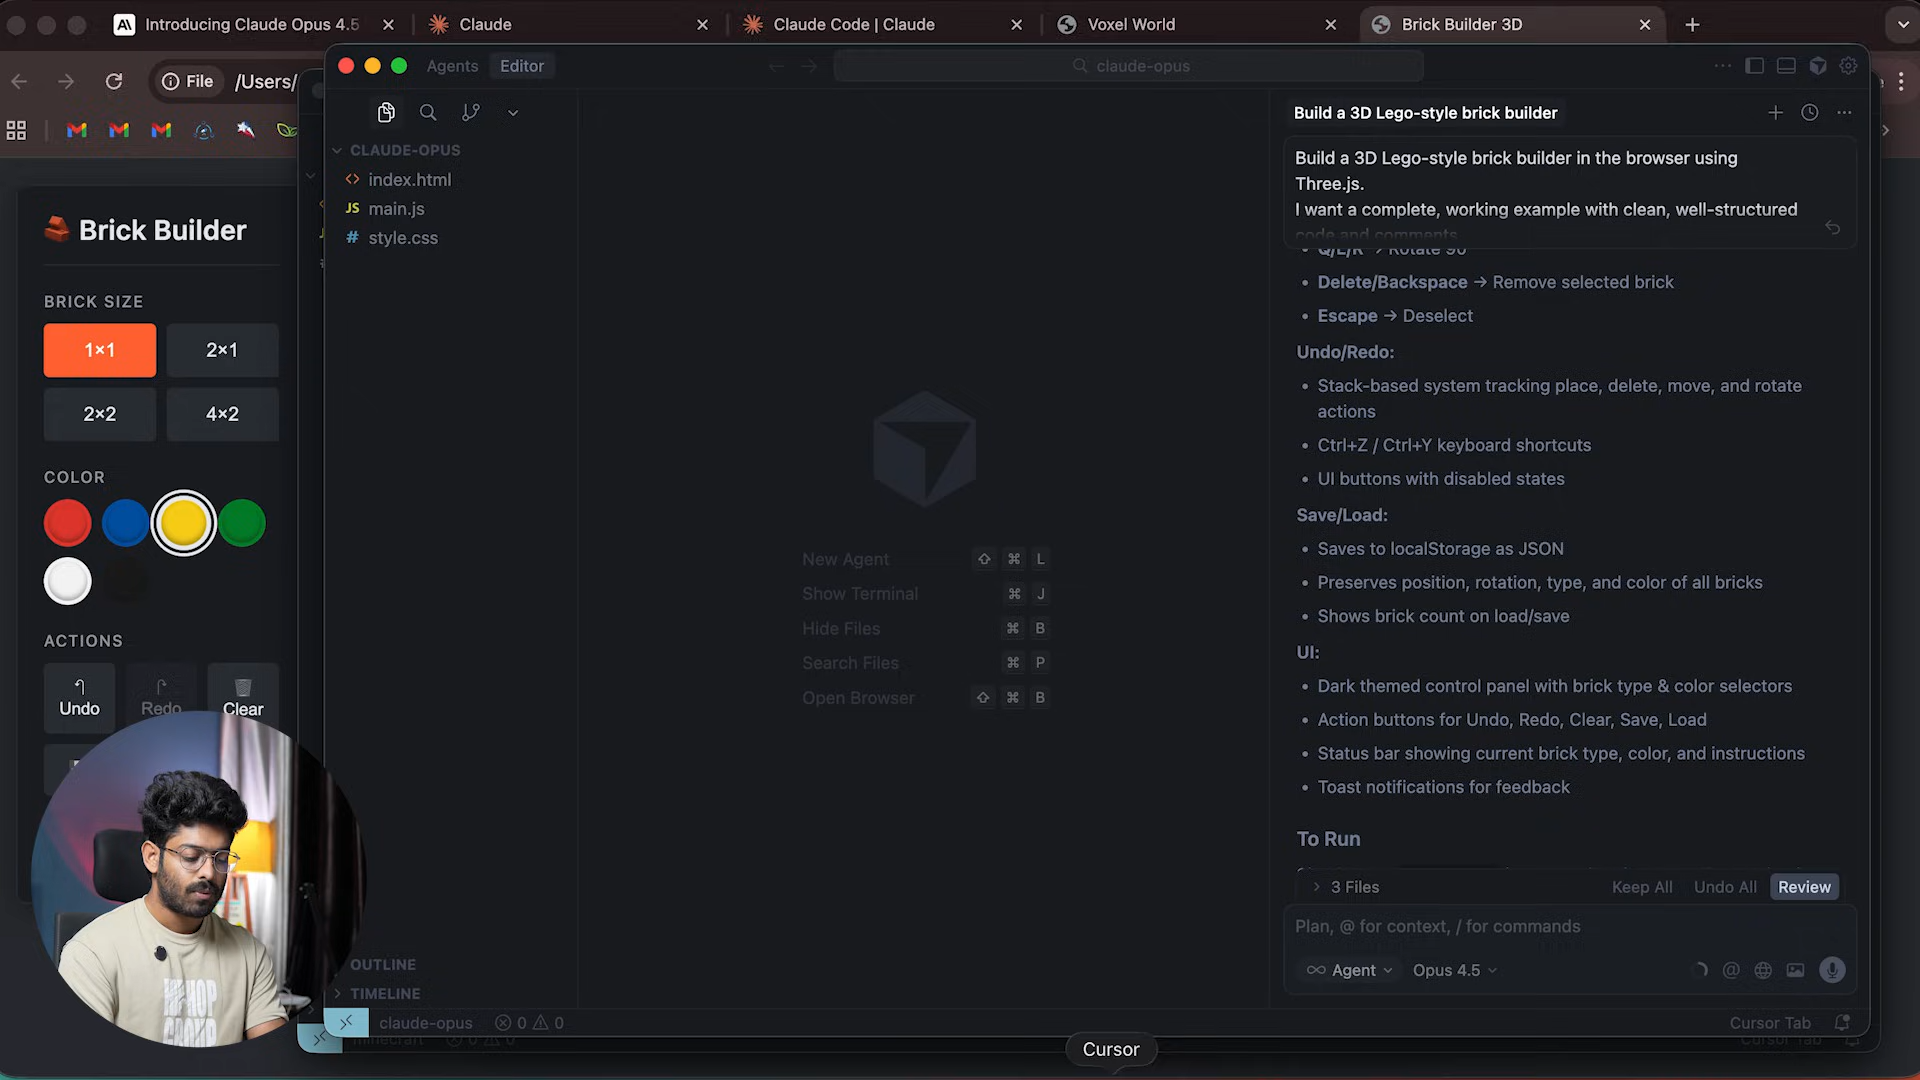 Introducing Claude Opus 4.5
Claude
Claude Code | Claude
Voxel World
Brick Builder 3D
File
/Users/
Agents
Editor
claude-opus
CLAUDE-OPUS
index.html
JS main.js
# style.css
Brick Builder
BRICK SIZE
1×1
2×1
2×2
4×2
COLOR
ACTIONS
Undo
Redo
Clear
New Agent ⇧ ⌘ L
Show Terminal ⌘ J
Hide Files ⌘ B
Search Files ⌘ P
Open Browser ⇧ ⌘ B
Build a 3D Lego-style brick builder
Build a 3D Lego-style brick builder in the browser using
Three.js.
I want a complete, working example with clean, well-structured
code and comments
• Q/E/R → Rotate 90
• Delete/Backspace → Remove selected brick
• Escape → Deselect
Undo/Redo:
• Stack-based system tracking place, delete, move, and rotate
actions
• Ctrl+Z / Ctrl+Y keyboard shortcuts
• UI buttons with disabled states
Save/Load:
• Saves to localStorage as JSON
• Preserves position, rotation, type, and color of all bricks
• Shows brick count on load/save
UI:
• Dark themed control panel with brick type & color selectors
• Action buttons for Undo, Redo, Clear, Save, Load
• Status bar showing current brick type, color, and instructions
• Toast notifications for feedback
To Run
3 Files
Keep All
Undo All
Review
Plan, @ for context, / for commands
Agent
Opus 4.5
OUTLINE
TIMELINE
claude-opus
0
0
Cursor Tab
minecraft
Cursor Tab
Cursor